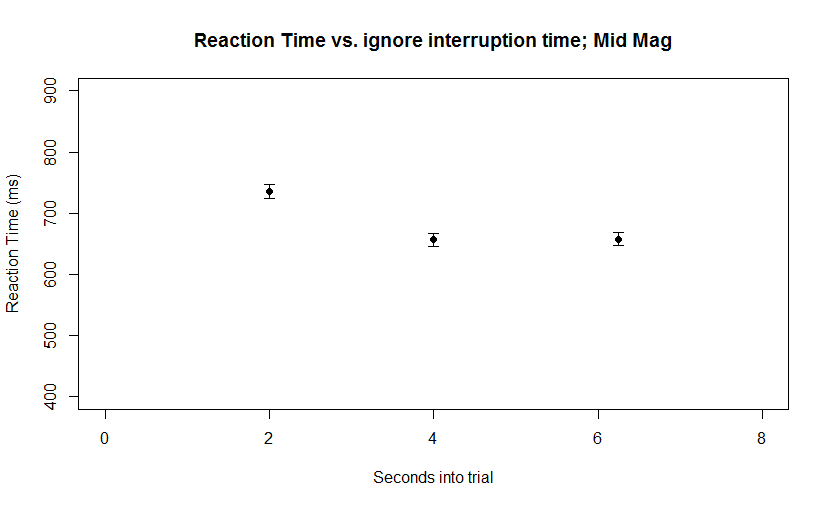 Reaction Time vs. ignore interruption time; Mid Mag
Reaction Time (ms)
900
800
700
600
500
400
0 2 4 6 8
Seconds into trial